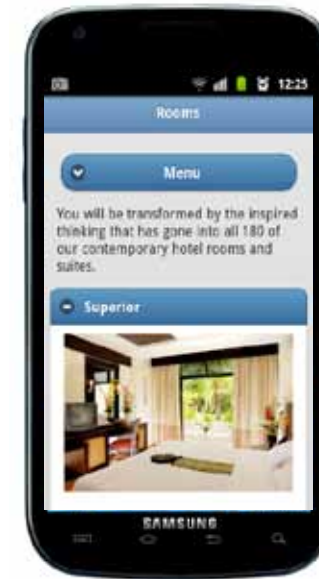 12:25
Rooms
Menu
You will be transformed by the inspired
thinking that has gone into all 180 of
our contemporary hotel rooms and
suites.
Superior
SAMSUNG